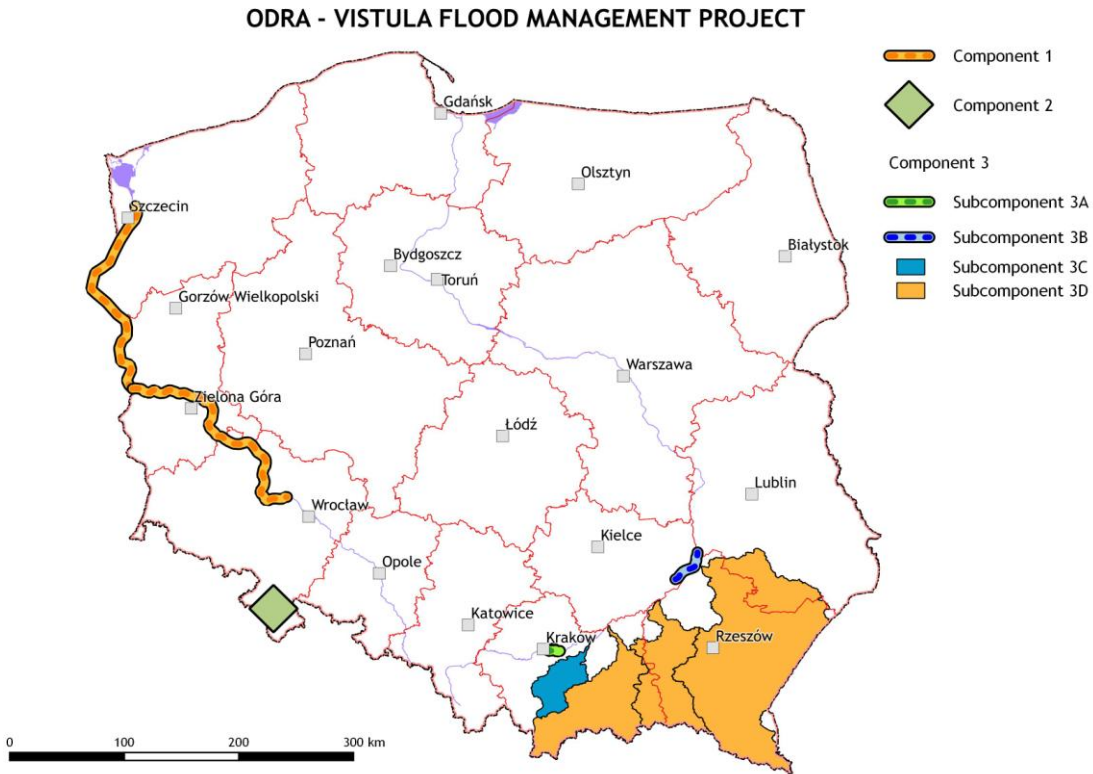 ODRA - VISTULA FLOOD MANAGEMENT PROJECT
Component 1
Component 2
Component 3
Subcomponent 3A
Subcomponent 3B
Subcomponent 3C
Subcomponent 3D
Gdańsk
Olsztyn
Szczecin
Białystok
Bydgoszcz
Toruń
Gorzów Wielkopolski
Poznań
Warszawa
Zielona Góra
Łódź
Lublin
Wrocław
Kielce
Opole
Katowice
Kraków
Rzeszów
0 100 200 300 km